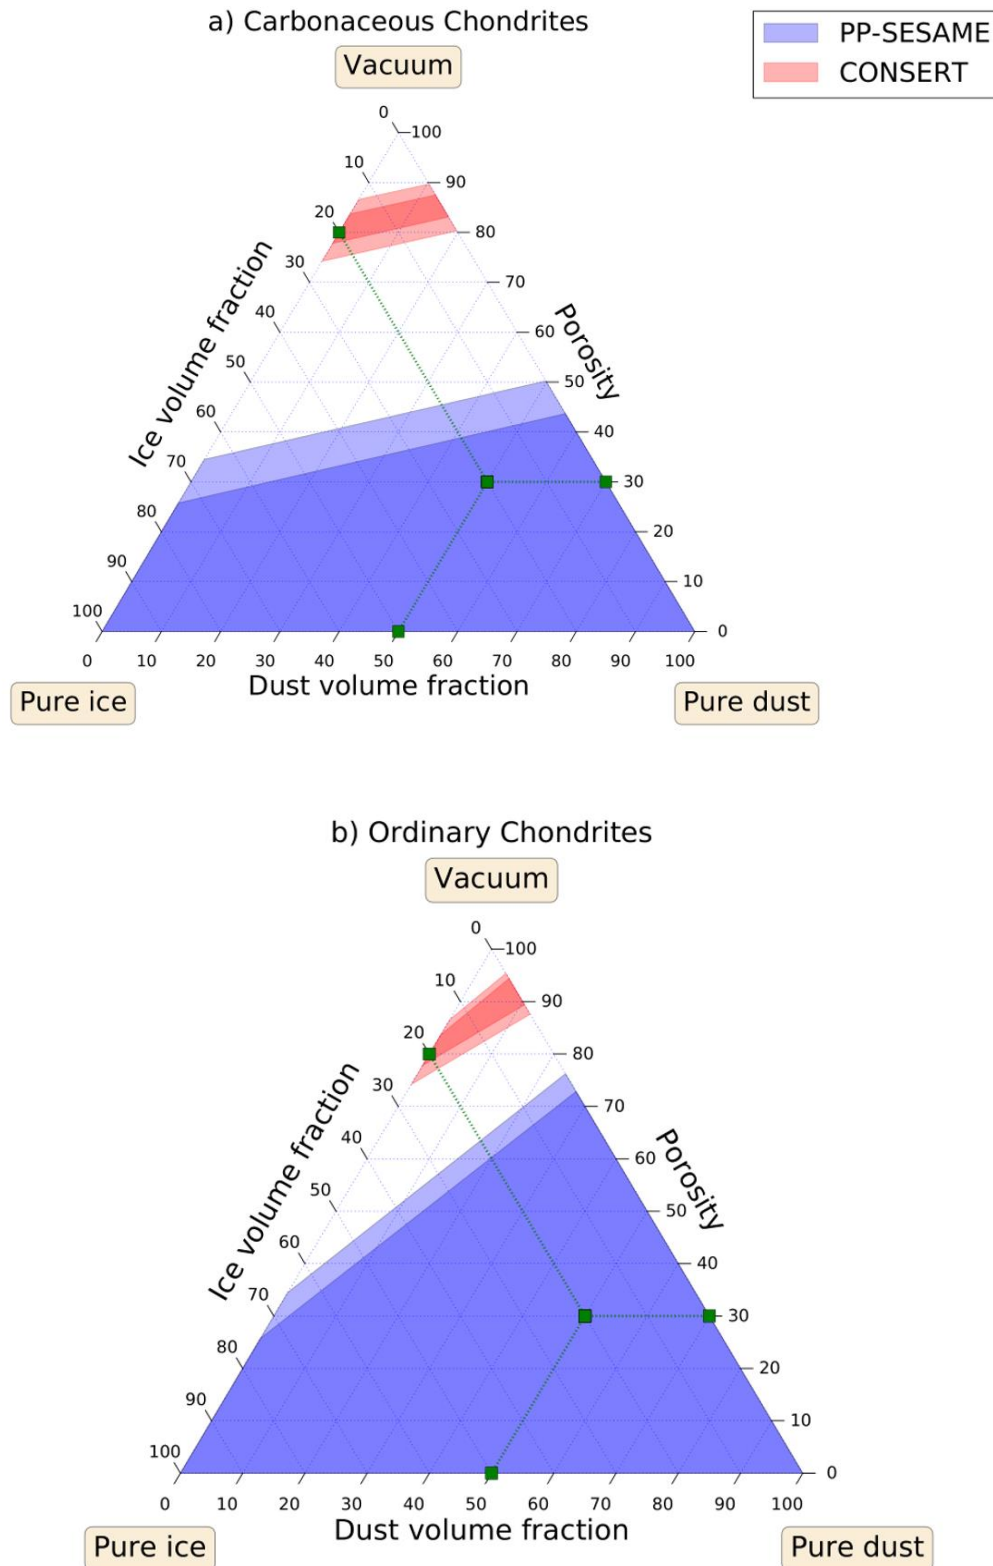 a) Carbonaceous Chondrites
PP-SESAME
CONSERT
Vacuum
0
100
10
90
20
80
30
70
40
60
50
50
60
40
70
30
80
20
90
10
100
0
Ice volume fraction
Porosity
0 10 20 30 40 50 60 70 80 90 100
Dust volume fraction
Pure ice
Pure dust
b) Ordinary Chondrites
Vacuum
0
100
10
90
20
80
30
70
40
60
50
50
60
40
70
30
80
20
90
10
100
0
Ice volume fraction
Porosity
0 10 20 30 40 50 60 70 80 90 100
Dust volume fraction
Pure ice
Pure dust